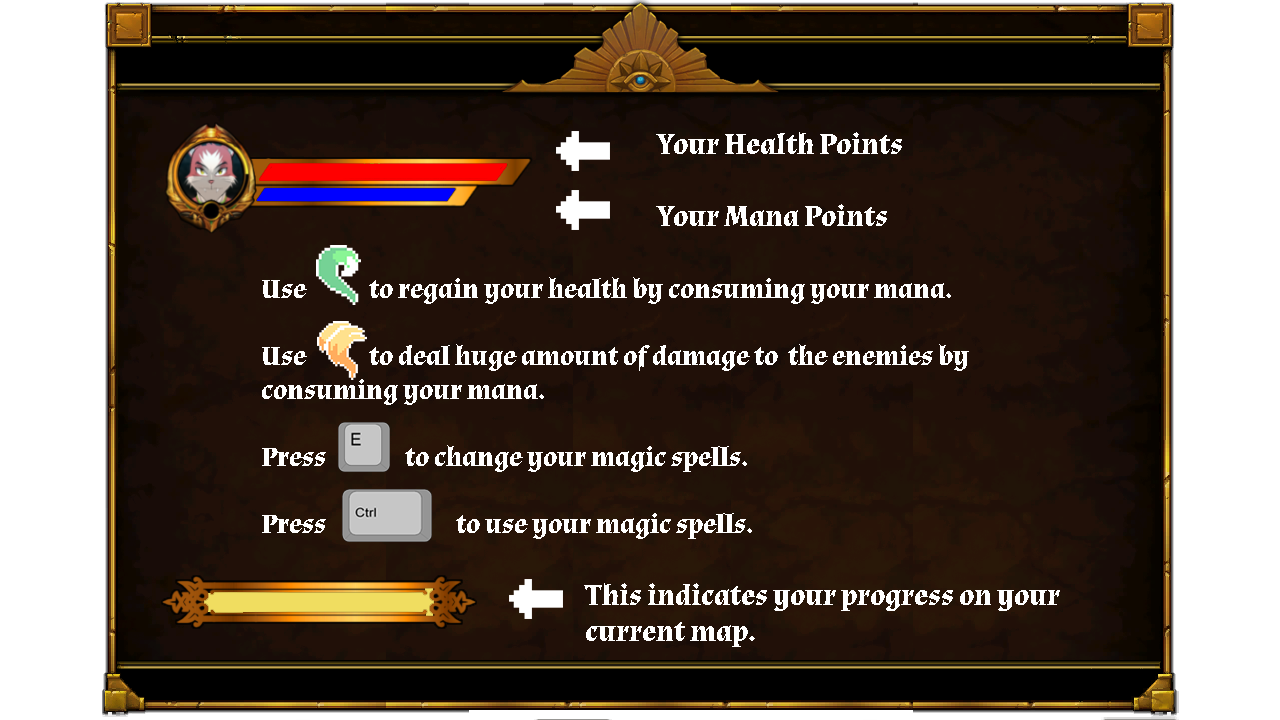 Your Health Points
Your Mana Points
Use to regain your health by consuming your mana.
Use to deal huge amount of damage to the enemies by
consuming your mana.
Press E to change your magic spells.
Press Ctrl to use your magic spells.
This indicates your progress on your
current map.